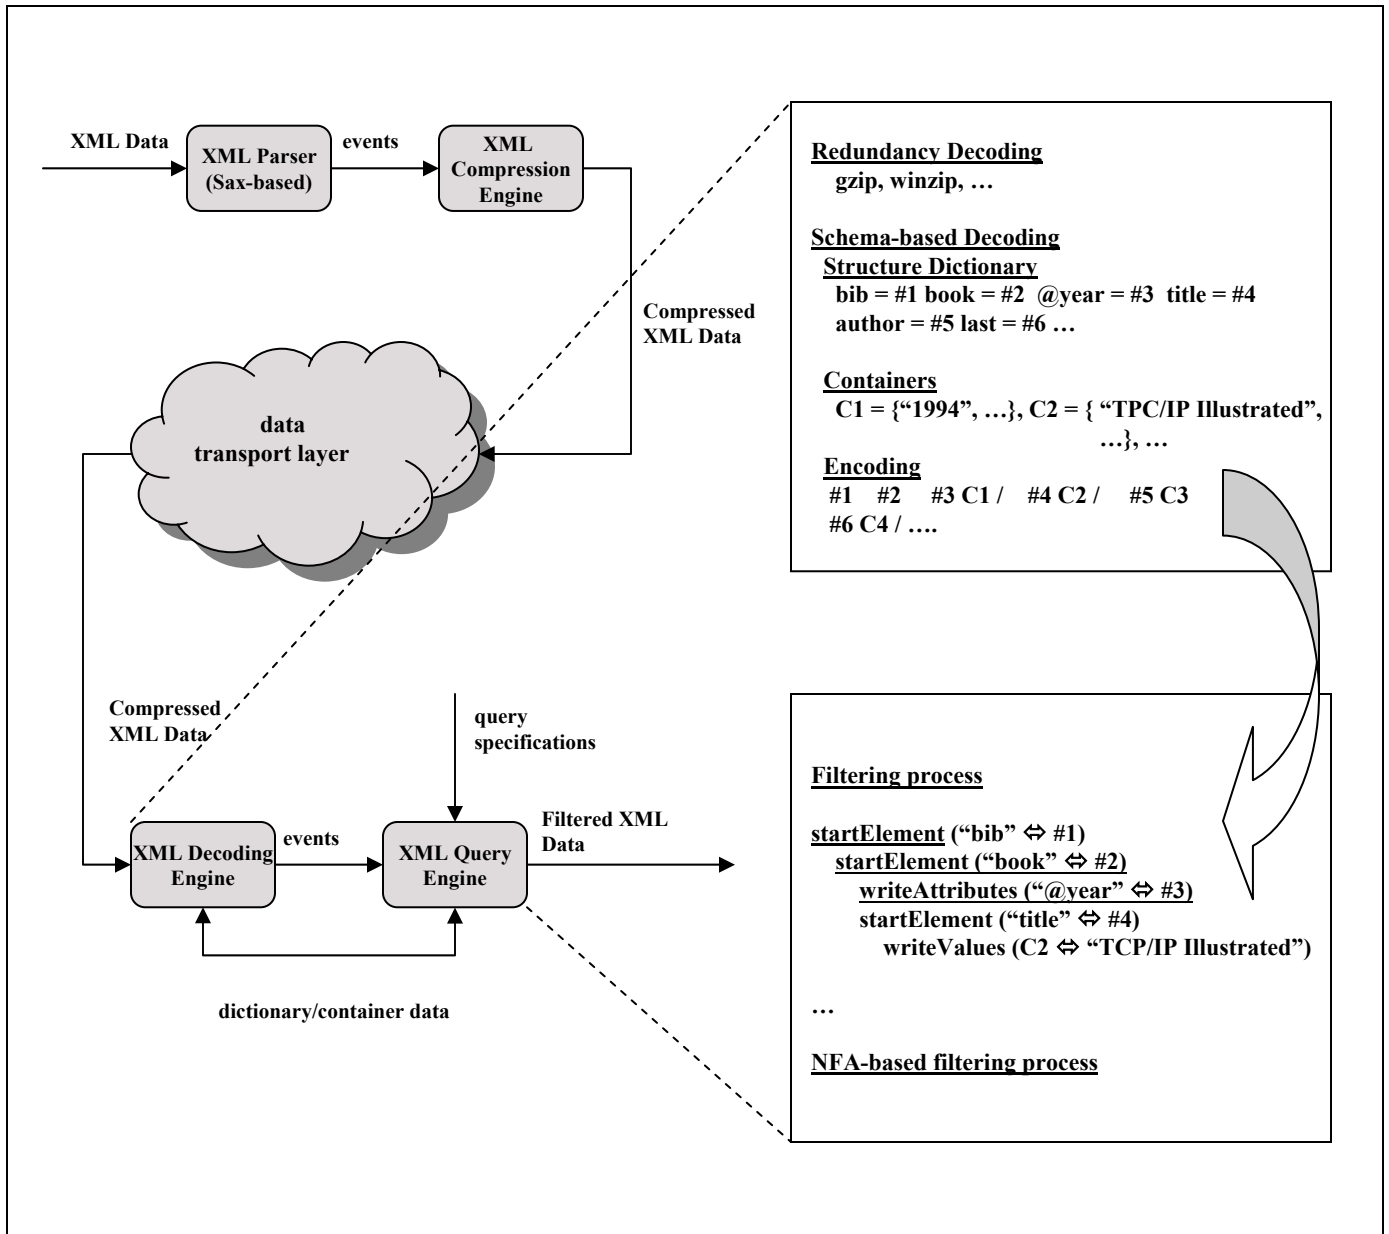 XML Data
XML Parser
(Sax-based)
events
XML
Compression
Engine
Compressed
XML Data
data
transport layer
Compressed
XML Data
query
specifications
XML Decoding
Engine
events
XML Query
Engine
Filtered XML
Data
dictionary/container data
Redundancy Decoding
gzip, winzip, …
Schema-based Decoding
Structure Dictionary
bib = #1 book = #2 @year = #3 title = #4
author = #5 last = #6 …
Containers
C1 = {“1994”, …}, C2 = { “TPC/IP Illustrated”,
…}, …
Encoding
#1 #2 #3 C1 / #4 C2 / #5 C3
#6 C4 / ….
Filtering process
startElement (“bib” ⇔ #1)
startElement (“book” ⇔ #2)
writeAttributes (“@year” ⇔ #3)
startElement (“title” ⇔ #4)
writeValues (C2 ⇔ “TCP/IP Illustrated”)
…
NFA-based filtering process